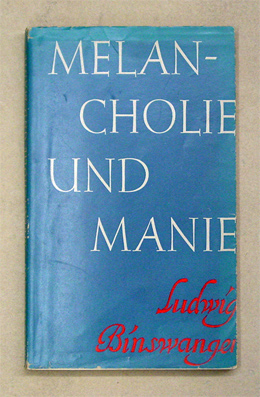 MELAN-
CHOLIE
UND
MANIE
Ludwig
Binswanger